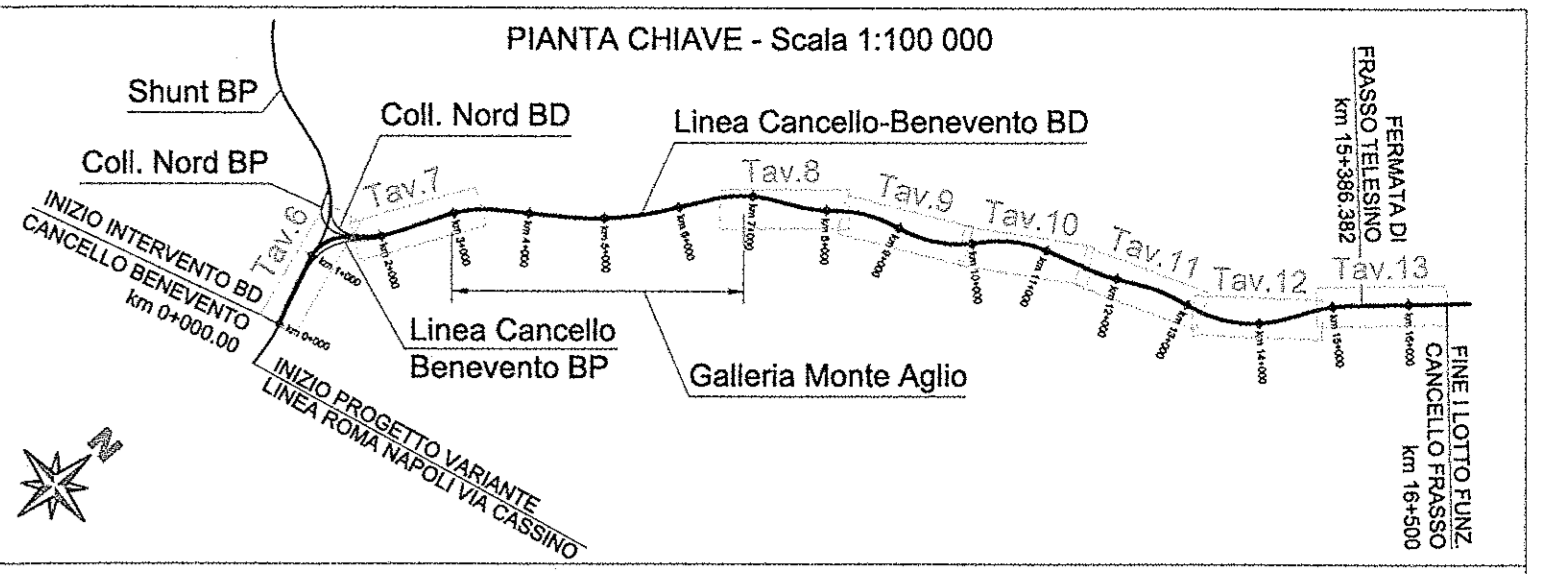 PIANTA CHIAVE - Scala 1:100 000
Shunt BP
Coll. Nord BD
Linea Cancello-Benevento BD
Coll. Nord BP
FERMATA DI
FRASSO TELESINO
km 15+386.382
Tav.6
Tav.7
Tav.8
Tav.9
Tav.10
Tav.11
Tav.12
Tav.13
INIZIO INTERVENTO BD
CANCELLO BENEVENTO
km 0+000.00
km 0+000
km 1+000
km 2+000
km 3+000
km 4+000
km 5+000
km 6+000
km 7+000
km 8+000
km 9+000
km 10+000
km 11+000
km 12+000
km 13+000
km 14+000
km 15+000
km 16+000
Linea Cancello
Benevento BP
Galleria Monte Aglio
INIZIO PROGETTO VARIANTE
LINEA ROMA NAPOLI VIA CASSINO
FINE I LOTTO FUNZ.
CANCELLO FRASSO
km 16+500
N